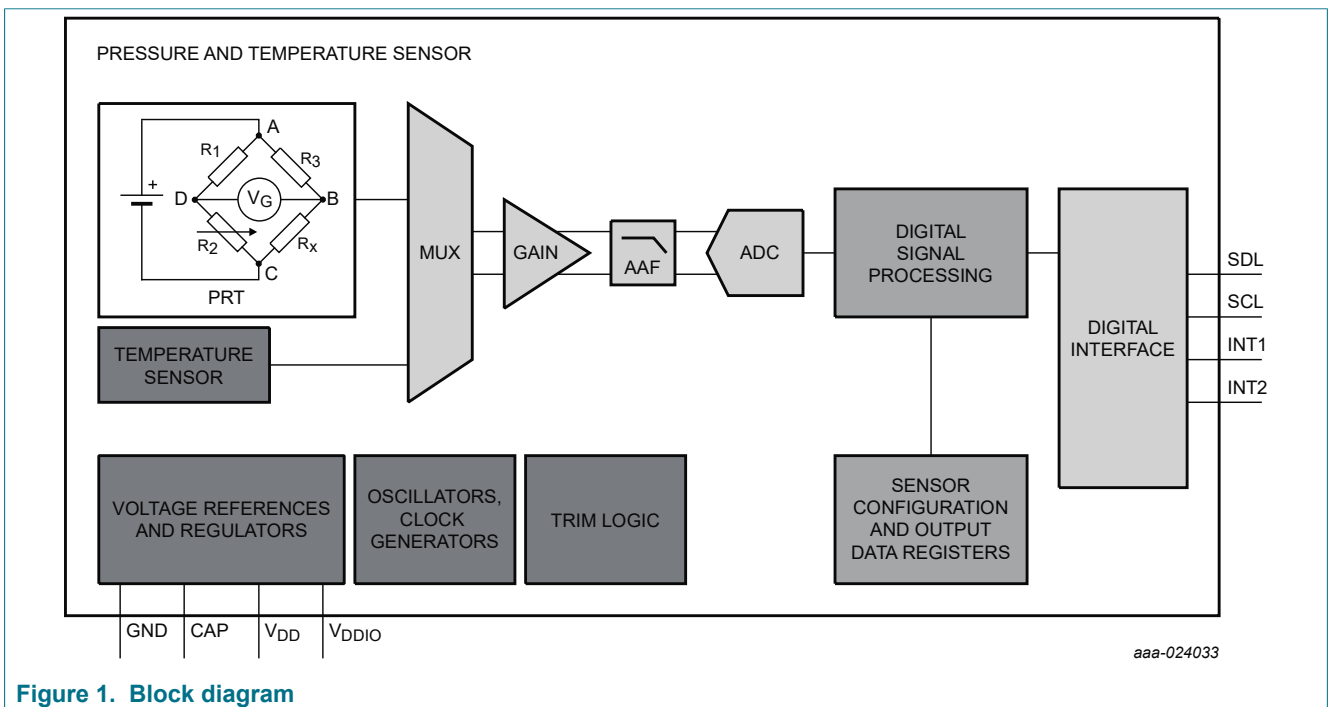 PRESSURE AND TEMPERATURE SENSOR
A
R1
R3
+
D
VG
B
R2
Rx
C
PRT
TEMPERATURE
SENSOR
MUX
GAIN
AAF
ADC
DIGITAL
SIGNAL
PROCESSING
DIGITAL
INTERFACE
SDL
SCL
INT1
INT2
VOLTAGE REFERENCES
AND REGULATORS
OSCILLATORS,
CLOCK
GENERATORS
TRIM LOGIC
SENSOR
CONFIGURATION
AND OUTPUT
DATA REGISTERS
GND
CAP
VDD
VDDIO
aaa-024033
Figure 1. Block diagram